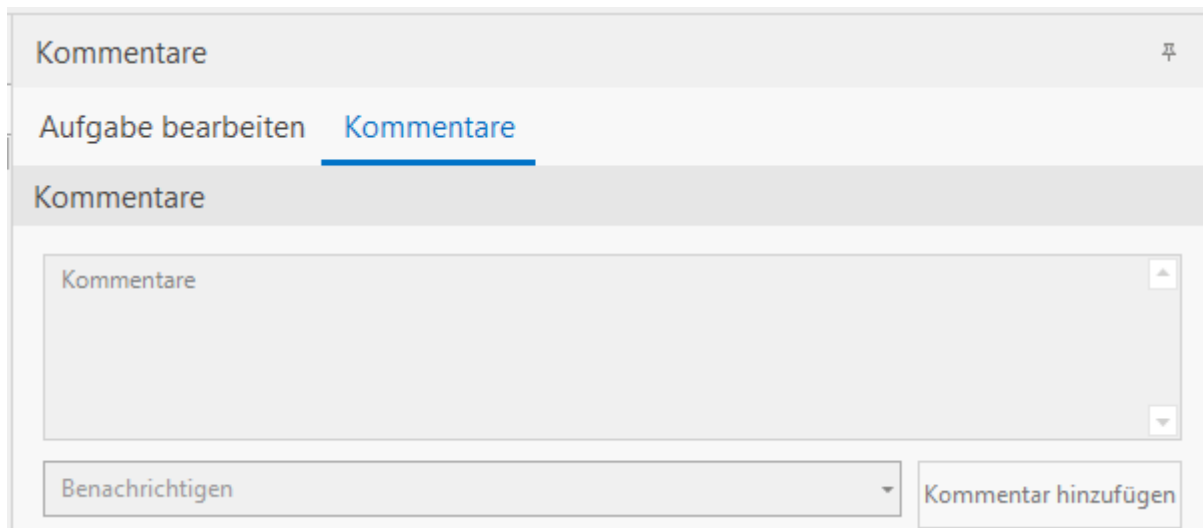 Kommentare
Aufgabe bearbeiten Kommentare
Kommentare
Kommentare
Benachrichtigen Kommentar hinzufügen